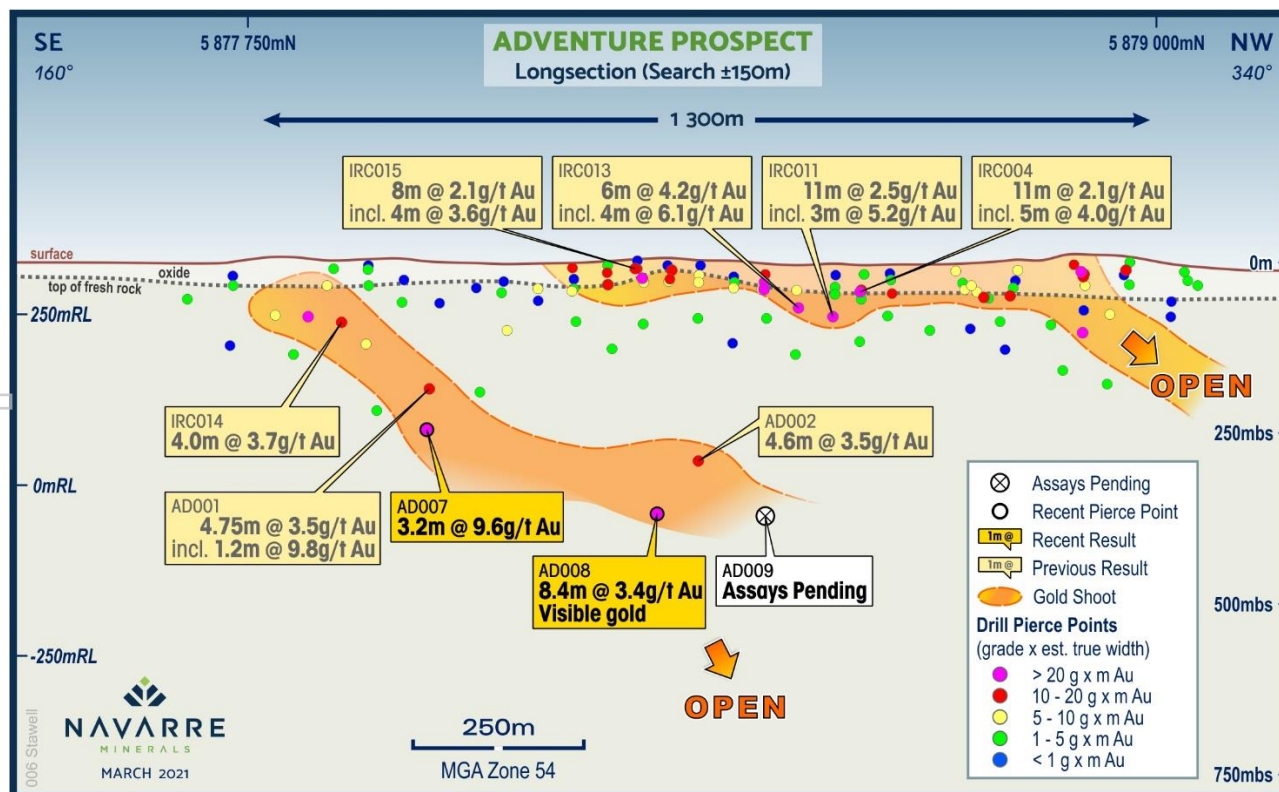 SE
160°
5 877 750mN
ADVENTURE PROSPECT
Longsection (Search ±150m)
5 879 000mN
NW
340°
1 300m
IRC015
8m @ 2.1g/t Au
incl. 4m @ 3.6g/t Au
IRC013
6m @ 4.2g/t Au
incl. 4m @ 6.1g/t Au
IRC011
11m @ 2.5g/t Au
incl. 3m @ 5.2g/t Au
IRC004
11m @ 2.1g/t Au
incl. 5m @ 4.0g/t Au
surface
oxide
top of fresh rock
0m
250mRL
OPEN
IRC014
4.0m @ 3.7g/t Au
AD002
4.6m @ 3.5g/t Au
250mbs
0mRL
AD001
4.75m @ 3.5g/t Au
incl. 1.2m @ 9.8g/t Au
AD007
3.2m @ 9.6g/t Au
AD008
8.4m @ 3.4g/t Au
Visible gold
AD009
Assays Pending
-250mRL
OPEN
Assays Pending
Recent Pierce Point
1m @
Recent Result
1m @
Previous Result
Gold Shoot
Drill Pierce Points
(grade x est. true width)
> 20 g x m Au
10 - 20 g x m Au
5 - 10 g x m Au
1 - 5 g x m Au
< 1 g x m Au
500mbs
750mbs
006 Stawell
NAVARRE
MINERALS
MARCH 2021
250m
MGA Zone 54